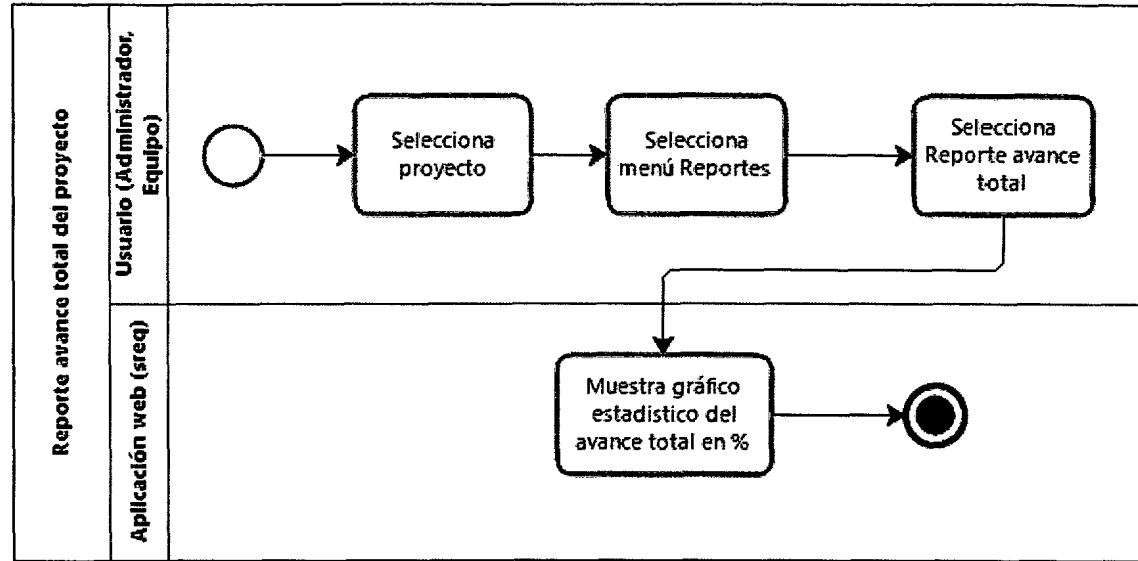 Reporte avance total del proyecto
Usuario (Administrador,
Equipo)
Selecciona
proyecto
Selecciona
menú Reportes
Selecciona
Reporte avance
total
Aplicación web (sreq)
Muestra gráfico
estadistico del
avance total en %